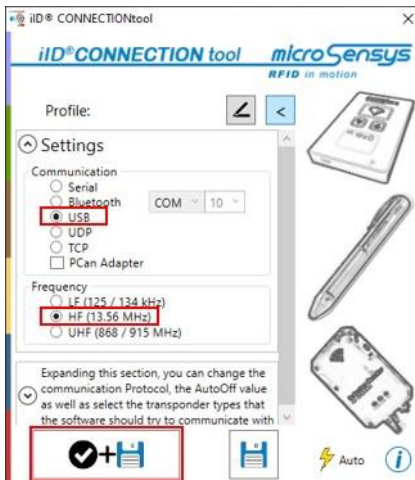 iID® CONNECTIONtool
iID®CONNECTION tool
microSensys
RFID in motion
Profile:
<
Settings
Communication
Serial
Bluetooth
COM
10
USB
UDP
TCP
PCan Adapter
Frequency
LF (125 / 134 kHz)
HF (13.56 MHz)
UHF (868 / 915 MHz)
Expanding this section, you can change the
communication Protocol, the AutoOff value
as well as select the transponder types that
the software should try to communicate with
+
Auto
i